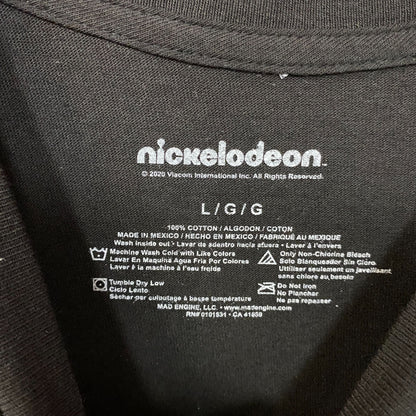 nickelodeon™
© 2020 Viacom International Inc. All Rights Reserved.
L / G / G
100% COTTON / ALGODON / COTON
MADE IN MEXICO / HECHO EN MEXICO / FABRIQUÉ AU MEXIQUE
Wash inside out • Lavar de adentro hacia afuera • Laver à l'envers
Machine Wash Cold with Like Colors
Lavar En Maquina Agua Fria Por Colores
Laver à la machine à l'eau froide
Only Non-Chlorine Bleach
Solo Blanquador Sin Cloro
Utiliser seulement un javellisant
sans chlore au besoin
Tumble Dry Low
Ciclo Lento
Sécher par culbutage à basse température
Do Not Iron
No Planchar
Ne pas repasser
MAD ENGINE, LLC. • www.madengine.com
RN# 0101531 • CA 41650